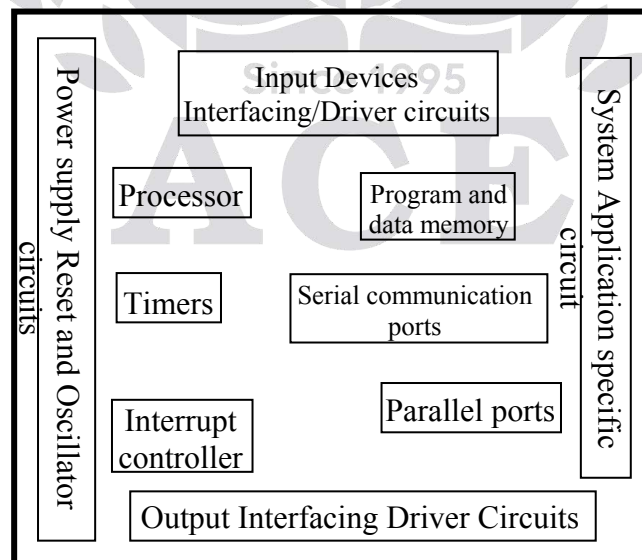 Power supply Reset and Oscillator
circuits
Input Devices
Interfacing/Driver circuits
Since 1995
ACE
Processor
Program and
data memory
Timers
Serial communication
ports
Interrupt
controller
Parallel ports
Output Interfacing Driver Circuits
System Application specific
circuit